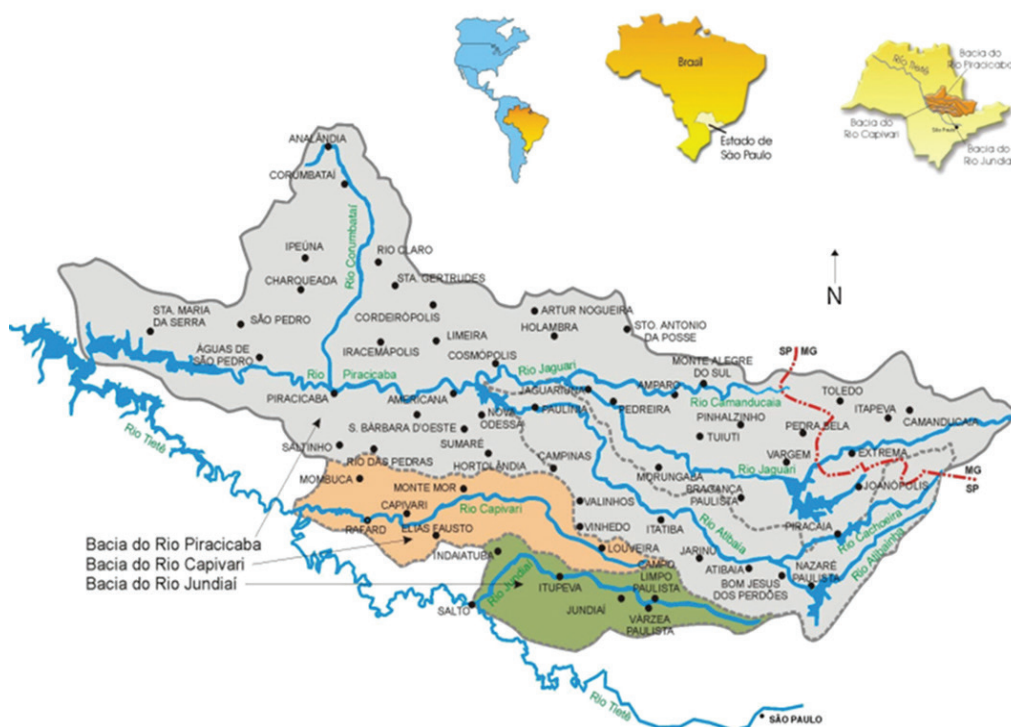 Brasil
Estado de
São Paulo
Rio Tietê
Bacia do
Rio Piracicaba
Bacia do
Rio Capivari
São Paulo
Bacia do
Rio Jundiaí
N
ANALÂNDIA
CORUMBATAÍ
Rio Corumbataí
IPEÚNA
RIO CLARO
CHARQUEADA
STA. GERTRUDES
STA. MARIA
DA SERRA
SÃO PEDRO
CORDEIRÓPOLIS
ARTUR NOGUEIRA
HOLAMBRA
STO. ANTONIO
DA POSSE
LIMEIRA
IRACEMÁPOLIS
ÁGUAS DE
SÃO PEDRO
COSMÓPOLIS
MONTE ALEGRE
DO SUL
SP
MG
Rio
Piracicaba
Rio Jaguari
PIRACICABA
AMERICANA
JAGUARIUNA
AMPARO
Rio Camanducaia
TOLEDO
ITAPEVA
CAMANDUCAIA
PAULÍNIA
PEDREIRA
PINHALZINHO
PEDRA BELA
NOVA
ODESSA
S. BÁRBARA D'OESTE
TUIUTI
SALTINHO
SUMARÉ
RIO DAS PEDRAS
HORTOLÂNDIA
CAMPINAS
VARGEM
EXTREMA
MORUNGABA
Rio Jaguari
MG
SP
MOMBUCA
MONTE MOR
BRAGANÇA
PAULISTA
JOANÓPOLIS
Rio Tietê
CAPIVARI
Rio Capivari
VALINHOS
RAFARD
ELIAS FAUSTO
VINHEDO
ITATIBA
Rio Atibaia
PIRACAIA
Rio Cachoeira
Rio Atibainha
Bacia do Rio Piracicaba
Bacia do Rio Capivari
Bacia do Rio Jundiaí
INDAIATUBA
LOUVEIRA
JARINU
ATIBAIA
NAZARÉ
PAULISTA
BOM JESUS
DOS PERDÕES
CAMPO
LIMPO
PAULISTA
Rio Jundiaí
ITUPEVA
JUNDIAÍ
VÁRZEA
PAULISTA
SALTO
Rio Tietê
SÃO PAULO